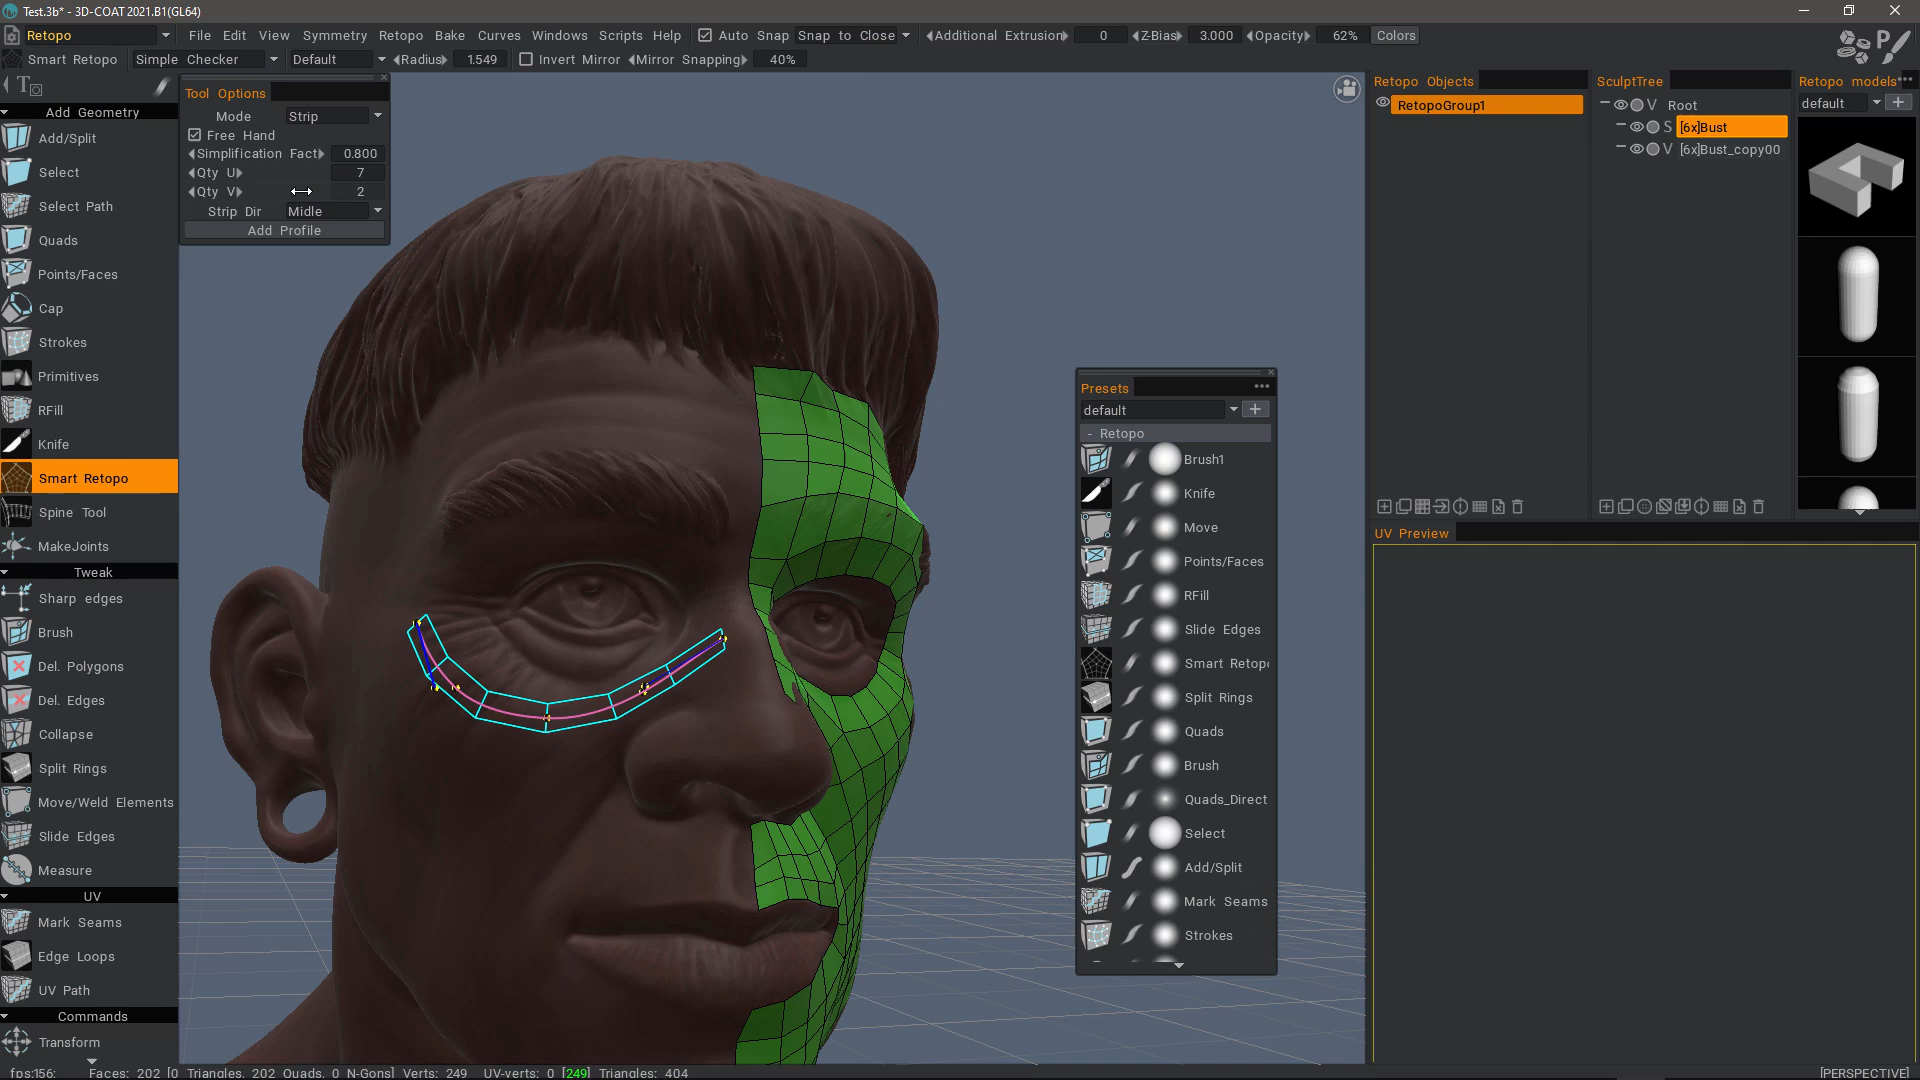 Test.3b* - 3D-COAT 2021.B1(GL64)
Retopo File Edit View Symmetry Retopo Bake Curves Windows Scripts Help Auto Snap Snap to Close Additional Extrusion 0 Z-Bias 3.000 Opacity 62% Colors
Smart Retopo Simple Checker Default Radius 1.549 Invert Mirror Mirror Snapping 40%
Add Geometry
Add/Split
Select
Select Path
Quads
Points/Faces
Cap
Strokes
Primitives
RFill
Knife
Smart Retopo
Spine Tool
MakeJoints
Tweak
Sharp edges
Brush
Del. Polygons
Del. Edges
Collapse
Split Rings
Move/Weld Elements
Slide Edges
Measure
UV
Mark Seams
Edge Loops
UV Path
Commands
Transform
Tool Options
Mode Strip
Free Hand
Simplification Fact 0.800
Qty U 7
Qty V 2
Strip Dir Midle
Add Profile
Presets
default
- Retopo
Brush1
Knife
Move
Points/Faces
RFill
Slide Edges
Smart Retop
Split Rings
Quads
Brush
Quads_Direct
Select
Add/Split
Mark Seams
Strokes
Retopo Objects
RetopoGroup1
SculptTree
V Root
S [6x]Bust
V [6x]Bust_copy00
Retopo models
default
UV Preview
fps:156: Faces: 202 [0 Triangles, 202 Quads, 0 N-Gons] Verts: 249 UV-verts: 0 [249] Triangles: 404
[PERSPECTIVE]